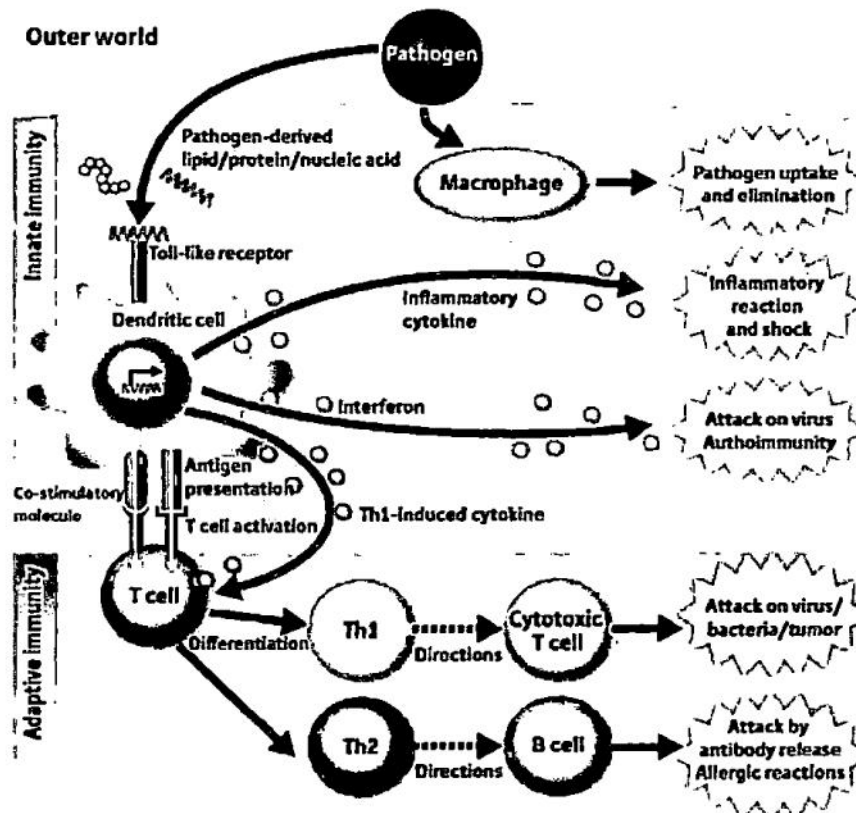 Outer world
Pathogen
Innate immunity
Pathogen-derived
lipid/protein/nucleic acid
Macrophage
Pathogen uptake
and elimination
Toll-like receptor
Inflammatory
cytokine
Inflammatory
reaction
and shock
Dendritic cell
Interferon
Attack on virus
Authoimmunity
Co-stimulatory
molecule
Antigen
presentation
T cell activation
Th1-induced cytokine
Adaptive immunity
T cell
Differentiation
Th1
Directions
Cytotoxic
T cell
Attack on virus/
bacteria/tumor
Th2
Directions
B cell
Attack by
antibody release
Allergic reactions